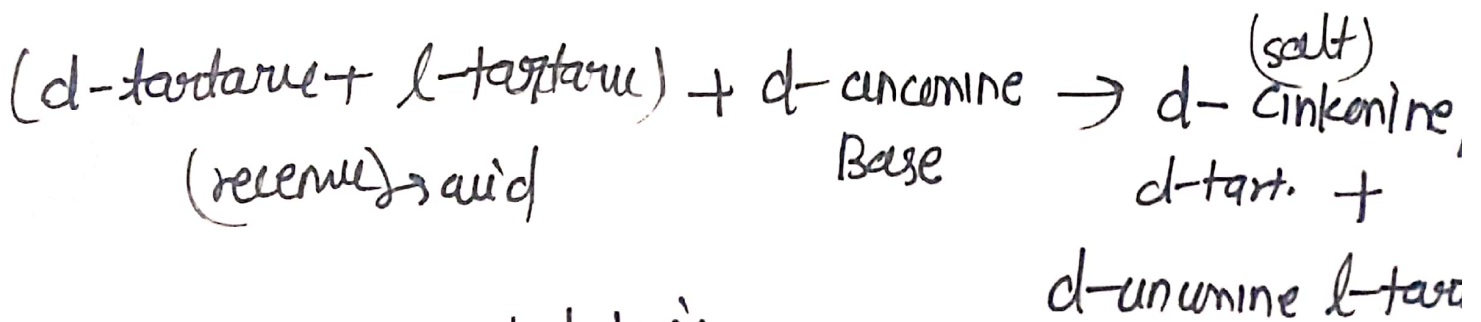 (salt)
(d-tartaric + l-tartaric) + d-cinconine → d-Cinkonine,
(recemic) → acid Base d-tart. +
d-cinconine l-tart